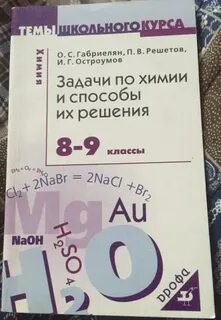 ТЕМЫ ШКОЛЬНОГО КУРСА
ХИМИЯ
О. С. Габриелян, П. В. Решетов,
И. Г. Остроумов
Задачи по химии
и способы
их решения
8-9 классы
Cl₂ + 2NaBr = 2NaCl + Br₂
Mg
Au
NaOH
H₂SO₄
H₂O
дрофа